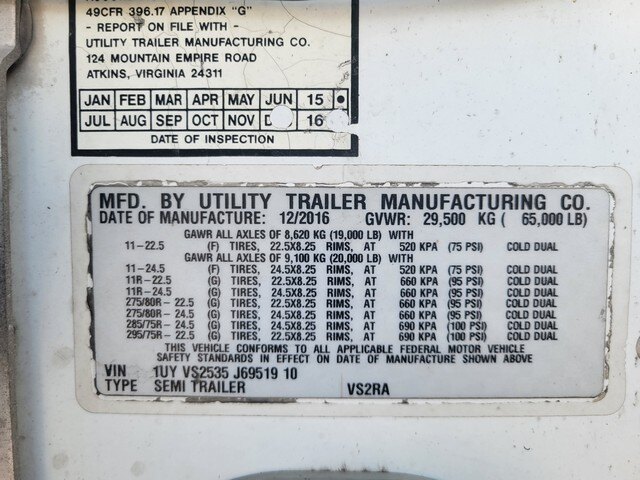 49CFR 396.17 APPENDIX "G"
- REPORT ON FILE WITH -
UTILITY TRAILER MANUFACTURING CO.
124 MOUNTAIN EMPIRE ROAD
ATKINS, VIRGINIA 24311
JAN FEB MAR APR MAY JUN 15
JUL AUG SEP OCT NOV 16
DATE OF INSPECTION
MFD. BY UTILITY TRAILER MANUFACTURING CO.
DATE OF MANUFACTURE: 12/2016 GVWR: 29,500 KG ( 65,000 LB)
GAWR ALL AXLES OF 8,620 KG (19,000 LB) WITH
11-22.5 (F) TIRES, 22.5X8.25 RIMS, AT 520 KPA (75 PSI) COLD DUAL
GAWR ALL AXLES OF 9,100 KG (20,000 LB) WITH
11-24.5 (F) TIRES, 24.5X8.25 RIMS, AT 520 KPA (75 PSI) COLD DUAL
11R-22.5 (G) TIRES, 22.5X8.25 RIMS, AT 660 KPA (95 PSI) COLD DUAL
11R-24.5 (G) TIRES, 24.5X8.25 RIMS, AT 660 KPA (95 PSI) COLD DUAL
275/80R-22.5 (G) TIRES, 22.5X8.25 RIMS, AT 660 KPA (95 PSI) COLD DUAL
275/80R-24.5 (G) TIRES, 24.5X8.25 RIMS, AT 660 KPA (95 PSI) COLD DUAL
285/75R-24.5 (G) TIRES, 24.5X8.25 RIMS, AT 690 KPA (100 PSI) COLD DUAL
295/75R-22.5 (G) TIRES, 22.5X8.25 RIMS, AT 690 KPA (100 PSI) COLD DUAL
THIS VEHICLE CONFORMS TO ALL APPLICABLE FEDERAL MOTOR VEHICLE
SAFETY STANDARDS IN EFFECT ON DATE OF MANUFACTURE SHOWN ABOVE
VIN 1UY VS2535 J69519 10
TYPE SEMI TRAILER VS2RA